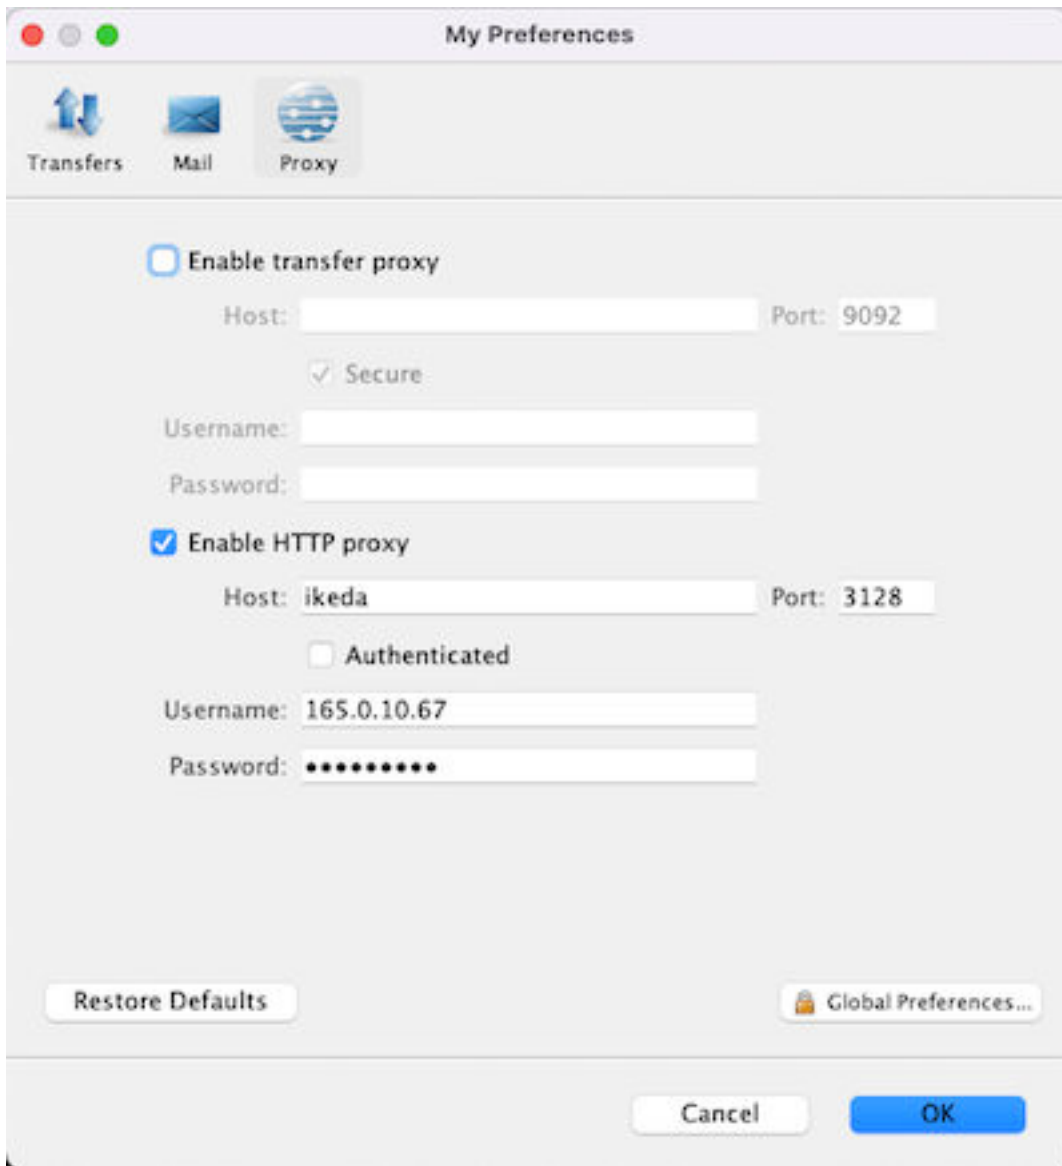 My Preferences
Transfers Mail Proxy
Enable transfer proxy
Host: Port: 9092
Secure
Username:
Password:
Enable HTTP proxy
Host: ikeda Port: 3128
Authenticated
Username: 165.0.10.67
Password: •••••••••
Restore Defaults Global Preferences...
Cancel OK